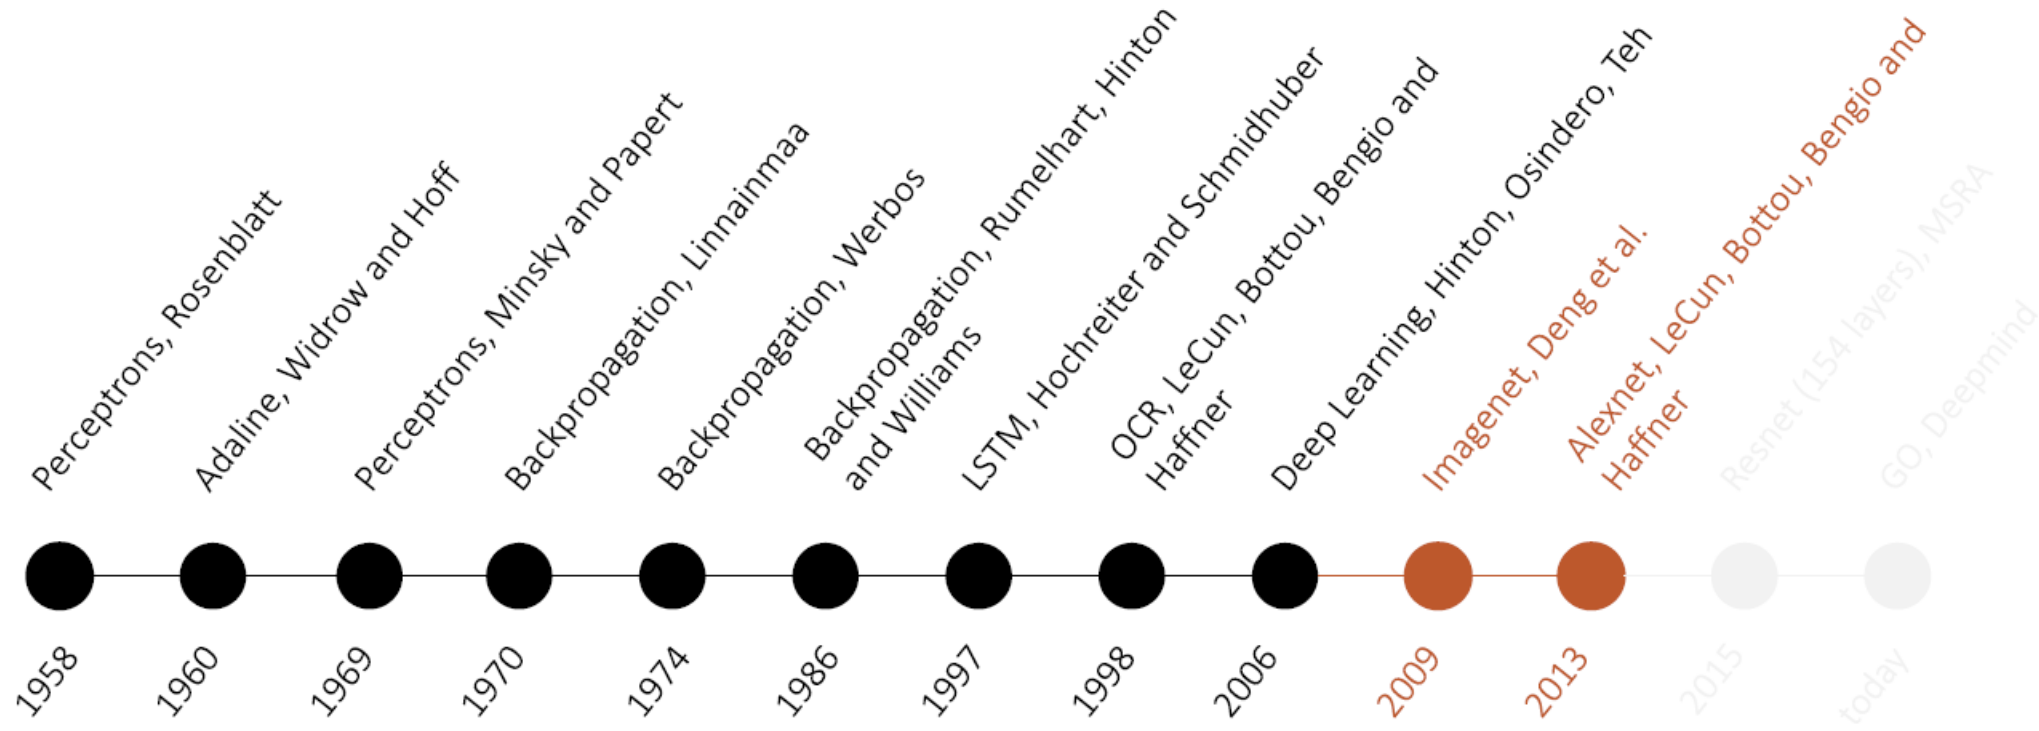 Perceptrons, Rosenblatt
Adaline, Widrow and Hoff
Perceptrons, Minsky and Papert
Backpropagation, Linnainmaa
Backpropagation, Werbos
Backpropagation, Rumelhart, Hinton
and Williams
LSTM, Hochreiter and Schmidhuber
OCR, LeCun, Bottou, Bengio and
Haffner
Deep Learning, Hinton, Osindero, Teh
Imagenet, Deng et al.
Alexnet, LeCun, Bottou, Bengio and
Haffner
Resnet (154 layers), MSRA
GO, Deepmind
1958
1960
1969
1970
1974
1986
1997
1998
2006
2009
2013
2015
today